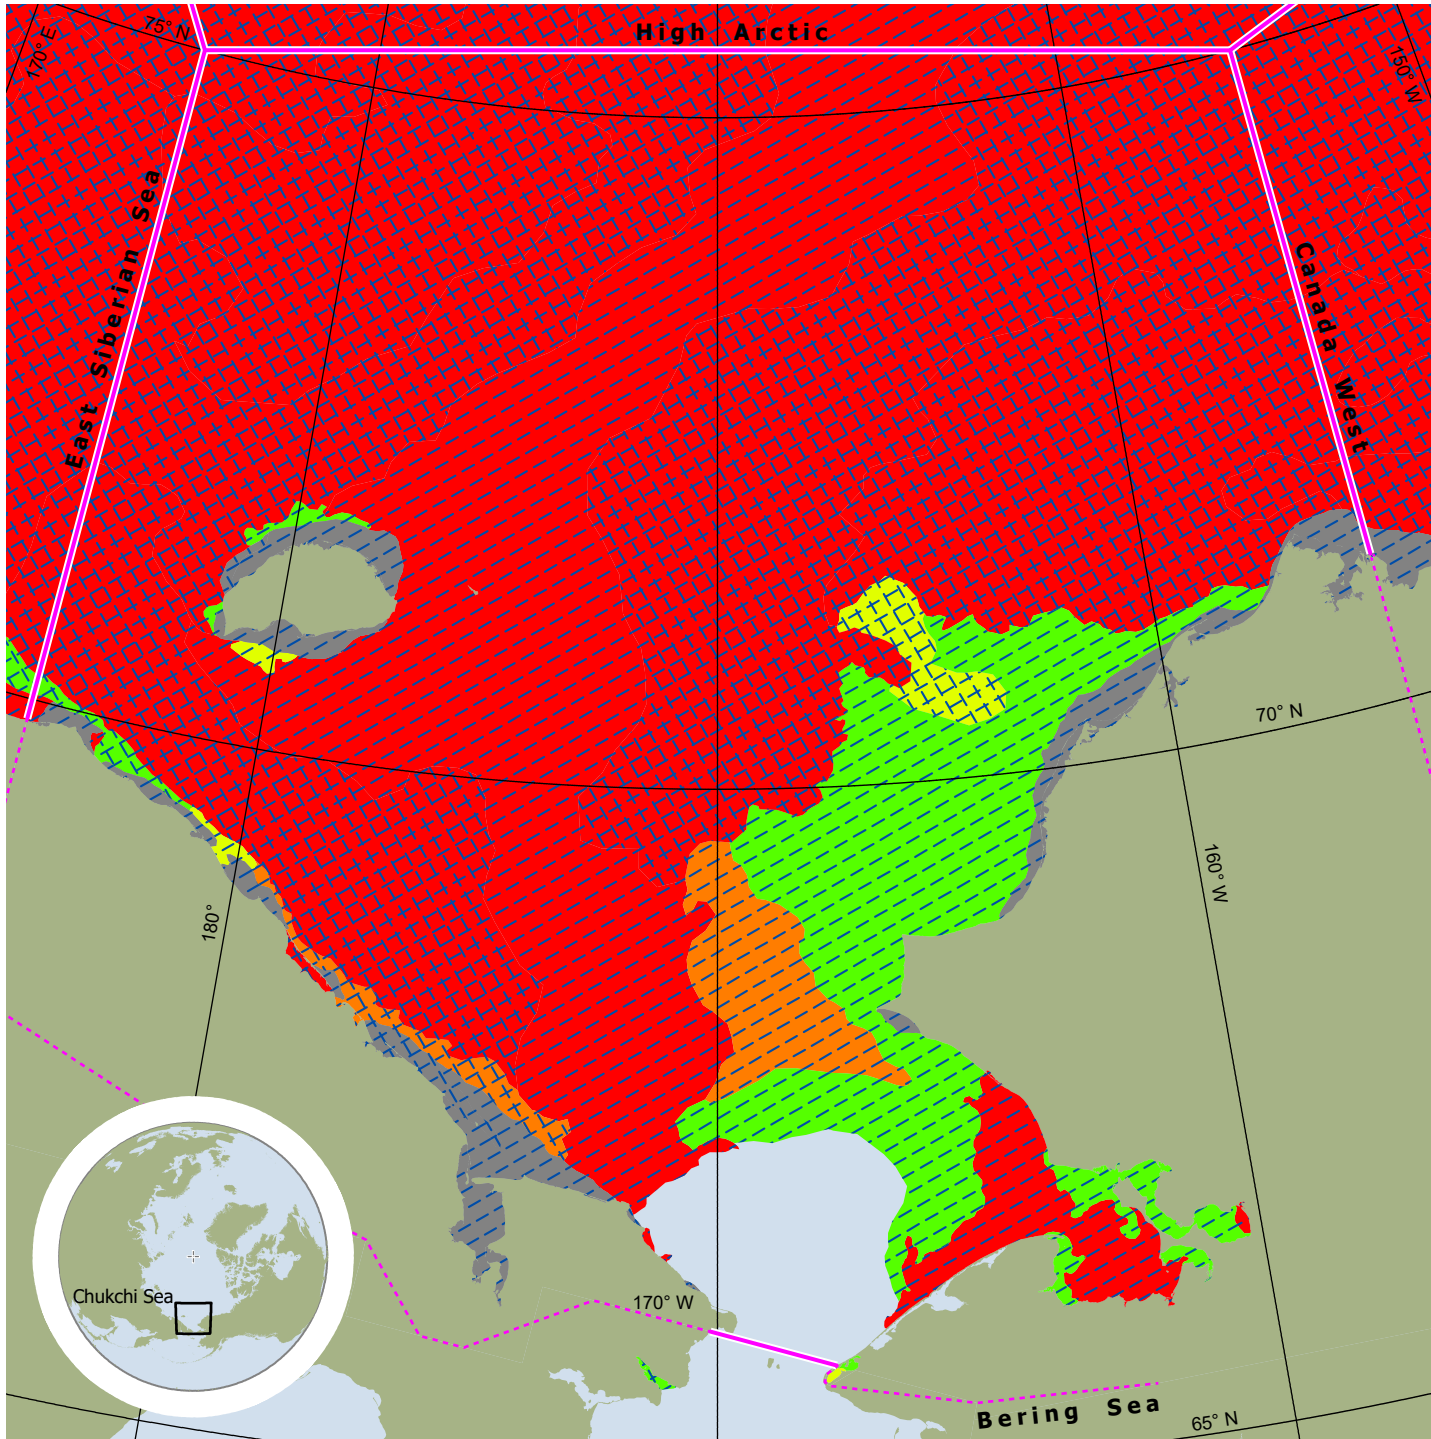 High Arctic
75° N
170° E
150° W
East Siberian Sea
Canada West
70° N
160° W
180°
Chukchi Sea
170° W
Bering Sea
65° N